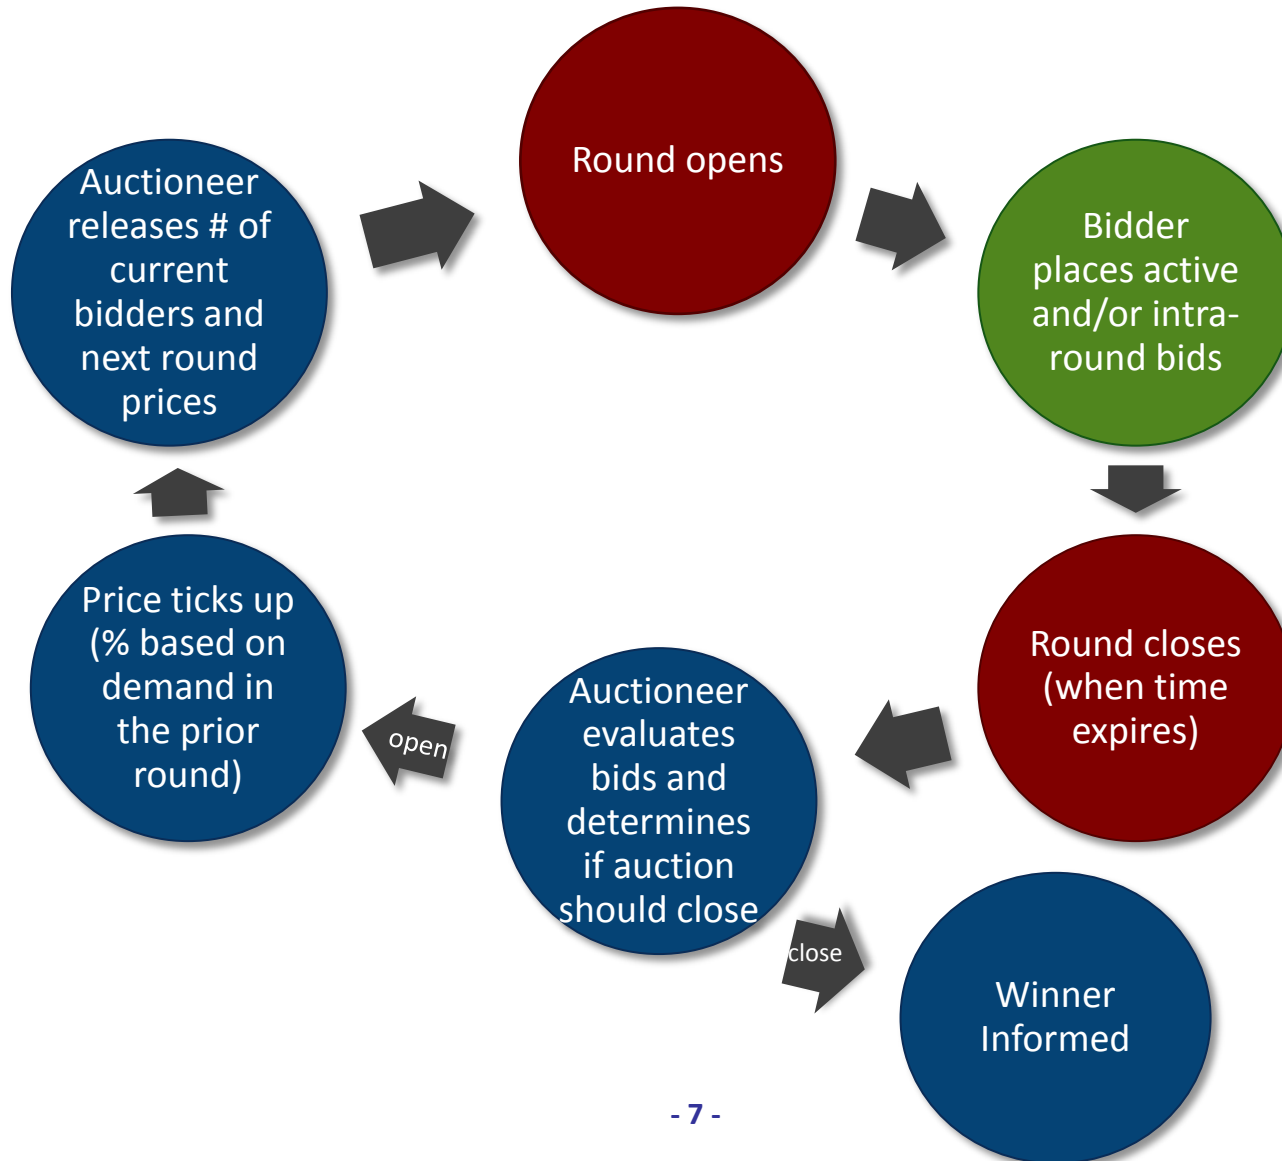 Round opens
Bidder
places active
and/or intra-
round bids
Round closes
(when time
expires)
Auctioneer
evaluates
bids and
determines
if auction
should close
close
Winner
Informed
open
Price ticks up
(% based on
demand in
the prior
round)
Auctioneer
releases # of
current
bidders and
next round
prices
- 7 -